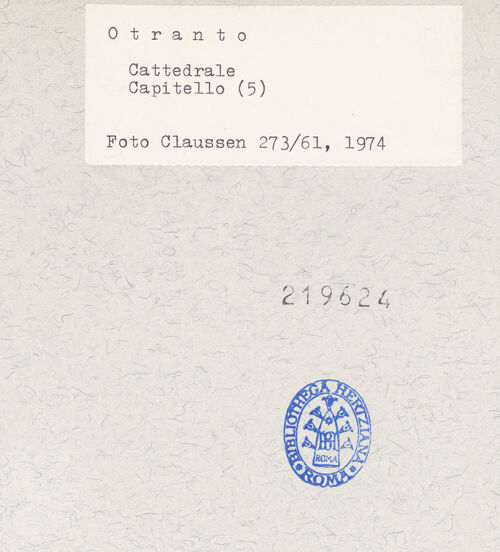 Otranto
Cattedrale
Capitello (5)
Foto Claussen 273/61, 1974
219624
BIBLIOTHECA HERTZIANA
ROMA
ROMA